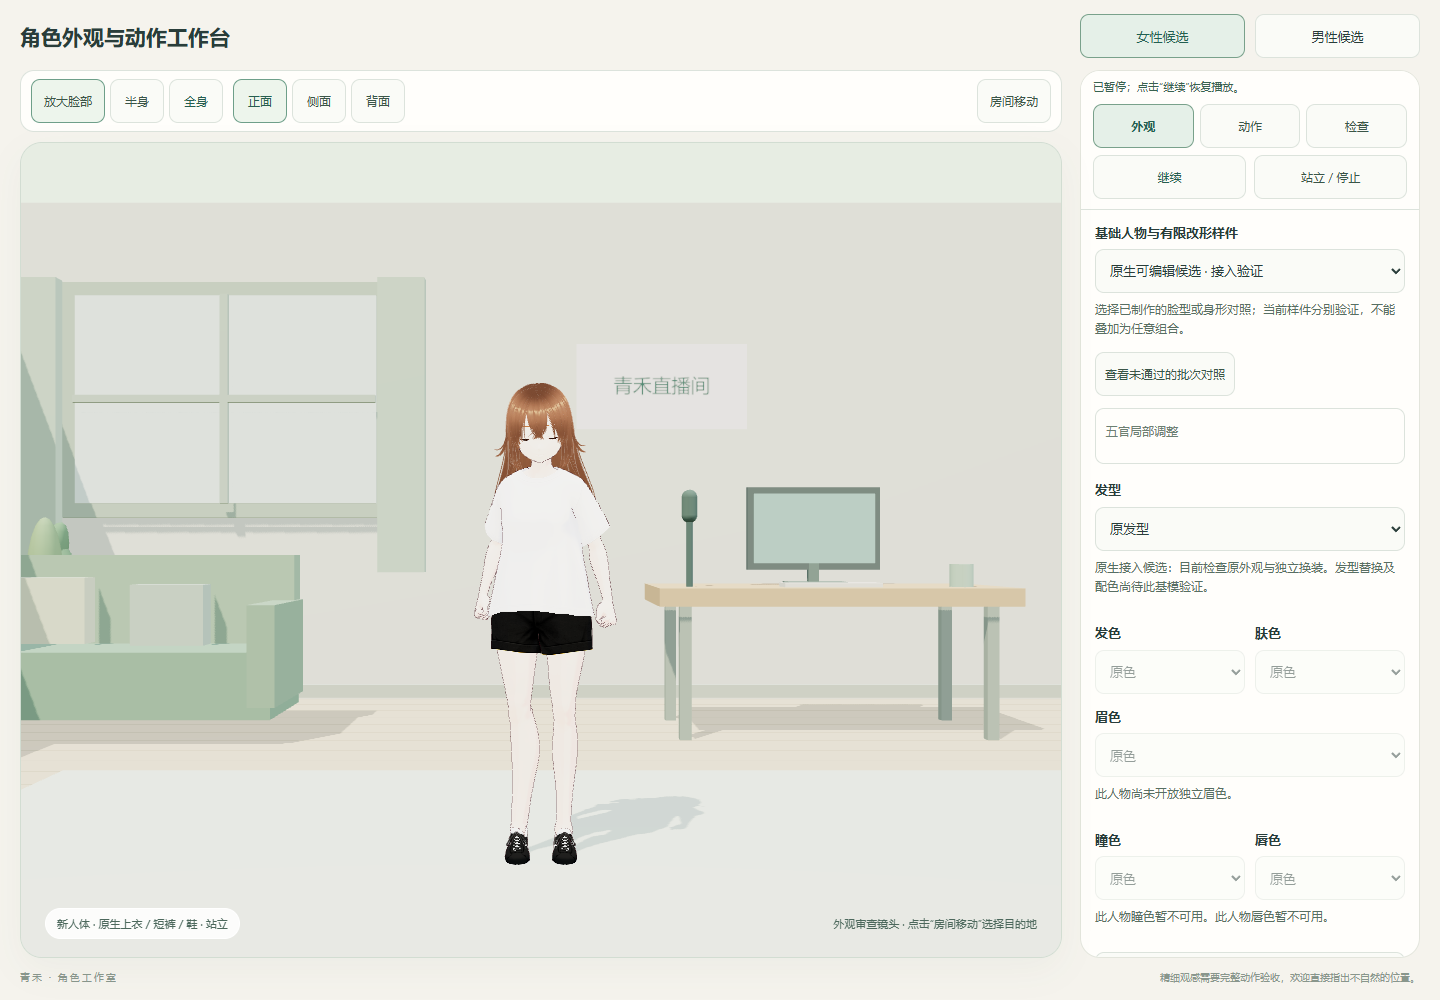 角色外观与动作工作台
女性候选
男性候选
放大脸部
半身
全身
正面
侧面
背面
房间移动
已暂停；点击“继续”恢复播放。
外观
动作
检查
继续
站立 / 停止
基础人物与有限改形样件
原生可编辑候选 · 接入验证
选择已制作的脸型或身形对照；当前样件分别验证，不能
叠加为任意组合。
查看未通过的批次对照
五官局部调整
发型
原发型
原生接入候选：目前检查原外观与独立换装。发型替换及
配色尚待此基模验证。
发色
肤色
原色
原色
眉色
原色
此人物尚未开放独立眉色。
瞳色
唇色
原色
原色
此人物瞳色暂不可用。此人物唇色暂不可用。
青禾直播间
新人体 · 原生上衣 / 短裤 / 鞋 · 站立
外观审查镜头 · 点击“房间移动”选择目的地
青禾 · 角色工作室
精细观感需要完整动作验收，欢迎直接指出不自然的位置。